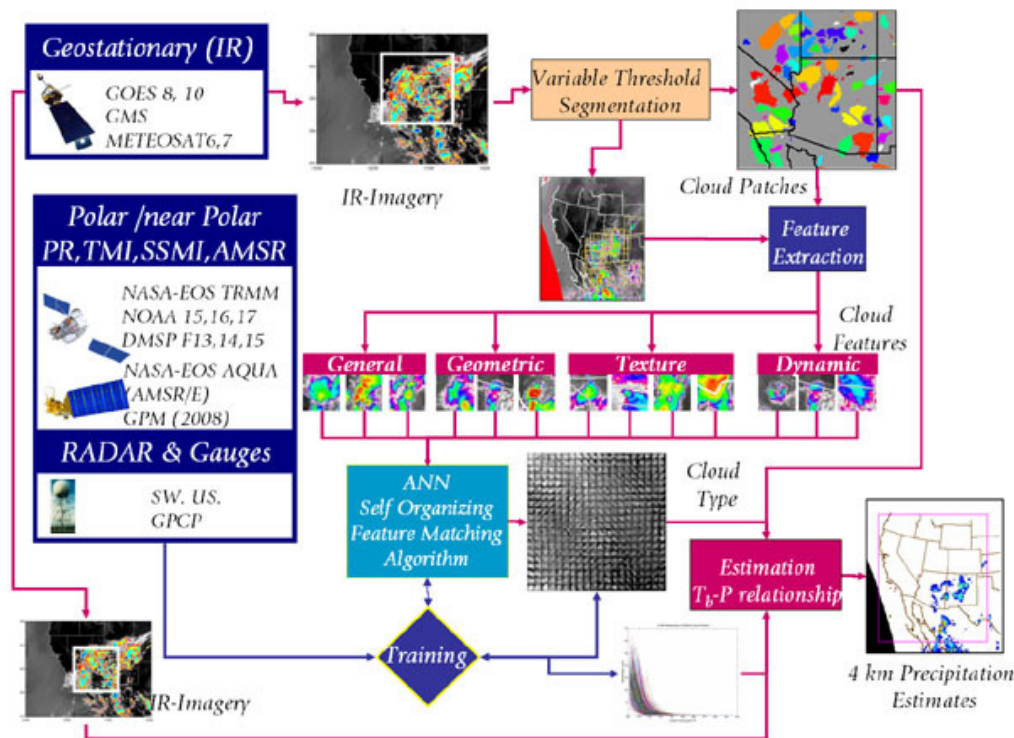 Geostationary (IR)
GOES 8, 10
GMS
METEOSAT6,7
IR-Imagery
Variable Threshold
Segmentation
Cloud Patches
Feature
Extraction
Polar /near Polar
PR,TMI,SSMI,AMSR
NASA-EOS TRMM
NOAA 15,16,17
DMSP F13,14,15
NASA-EOS AQUA
(AMSR/E)
GPM (2008)
RADAR & Gauges
SW. US.
GPCP
Cloud
Features
General
Geometric
Texture
Dynamic
ANN
Self Organizing
Feature Matching
Algorithm
Cloud
Type
Estimation
Tb-P relationship
Training
IR-Imagery
4 km Precipitation
Estimates